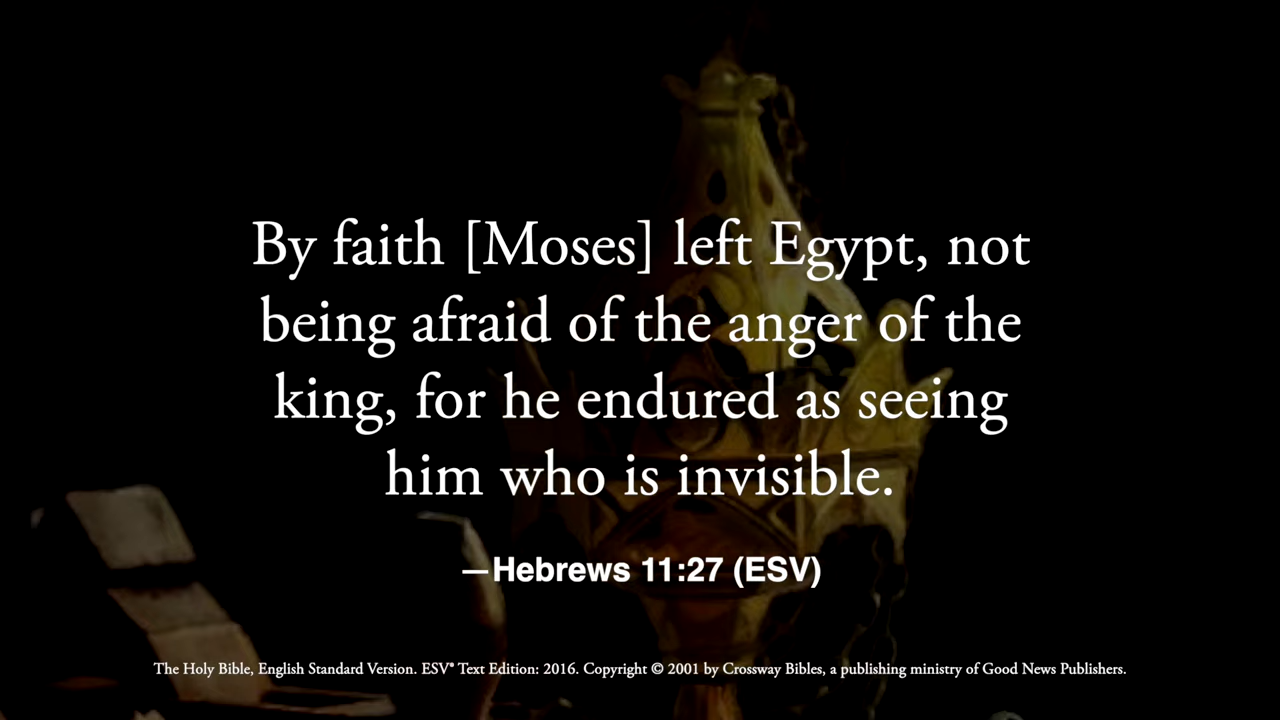 By faith [Moses] left Egypt, not
being afraid of the anger of the
king, for he endured as seeing
him who is invisible.
—Hebrews 11:27 (ESV)
The Holy Bible, English Standard Version. ESV® Text Edition: 2016. Copyright © 2001 by Crossway Bibles, a publishing ministry of Good News Publishers.